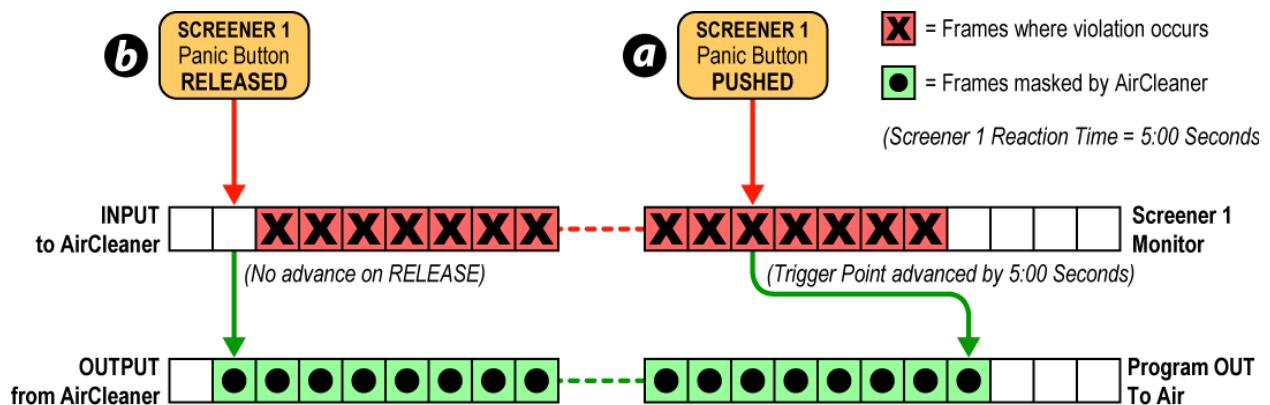 b
SCREENER 1
Panic Button
RELEASED
a
SCREENER 1
Panic Button
PUSHED
X = Frames where violation occurs
= Frames masked by AirCleaner
(Screener 1 Reaction Time = 5:00 Seconds
INPUT
to AirCleaner
X X X X X X X
X X X X X X X
Screener 1
Monitor
(No advance on RELEASE)
(Trigger Point advanced by 5:00 Seconds)
OUTPUT
from AirCleaner
Program OUT
To Air